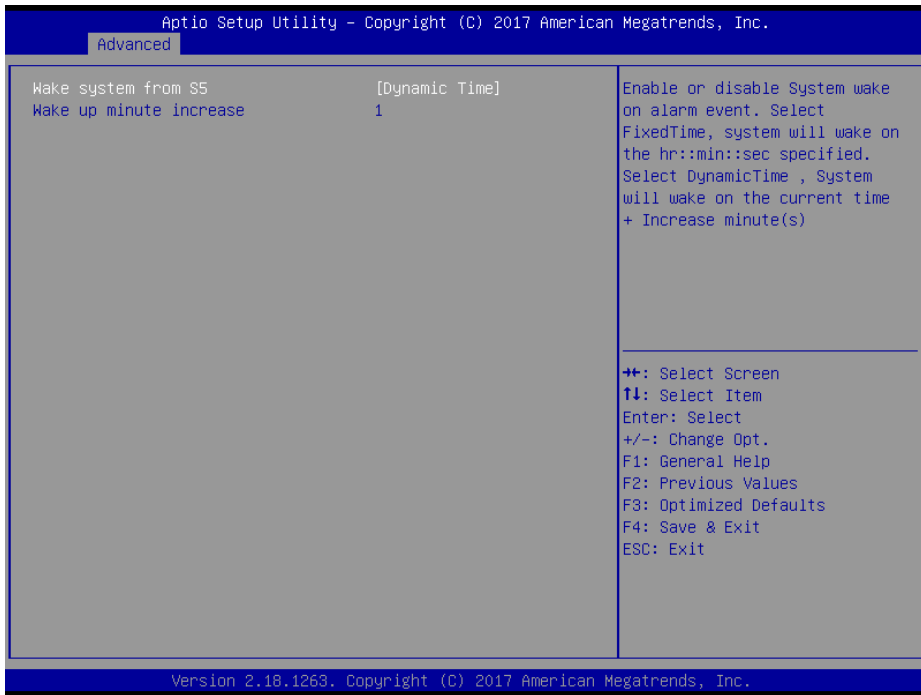 Aptio Setup Utility – Copyright (C) 2017 American Megatrends, Inc.
Advanced
Wake system from S5 [Dynamic Time]
Wake up minute increase 1
Enable or disable System wake
on alarm event. Select
FixedTime, system will wake on
the hr::min::sec specified.
Select DynamicTime , System
will wake on the current time
+ Increase minute(s)
→←: Select Screen
↑↓: Select Item
Enter: Select
+/-: Change Opt.
F1: General Help
F2: Previous Values
F3: Optimized Defaults
F4: Save & Exit
ESC: Exit
Version 2.18.1263. Copyright (C) 2017 American Megatrends, Inc.